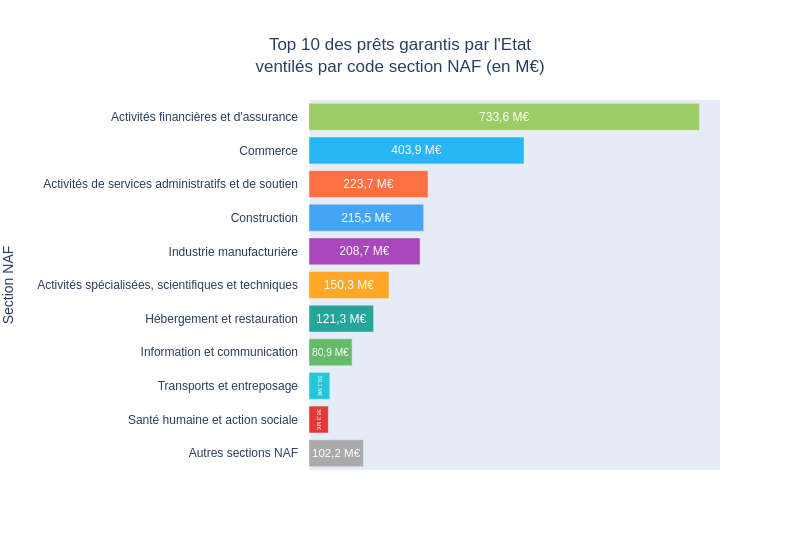 Top 10 des prêts garantis par l'Etat
ventilés par code section NAF (en M€)
Section NAF
Activités financières et d'assurance 733,6 M€
Commerce 403,9 M€
Activités de services administratifs et de soutien 223,7 M€
Construction 215,5 M€
Industrie manufacturière 208,7 M€
Activités spécialisées, scientifiques et techniques 150,3 M€
Hébergement et restauration 121,3 M€
Information et communication 80,9 M€
Transports et entreposage
Santé humaine et action sociale
Autres sections NAF 102,2 M€